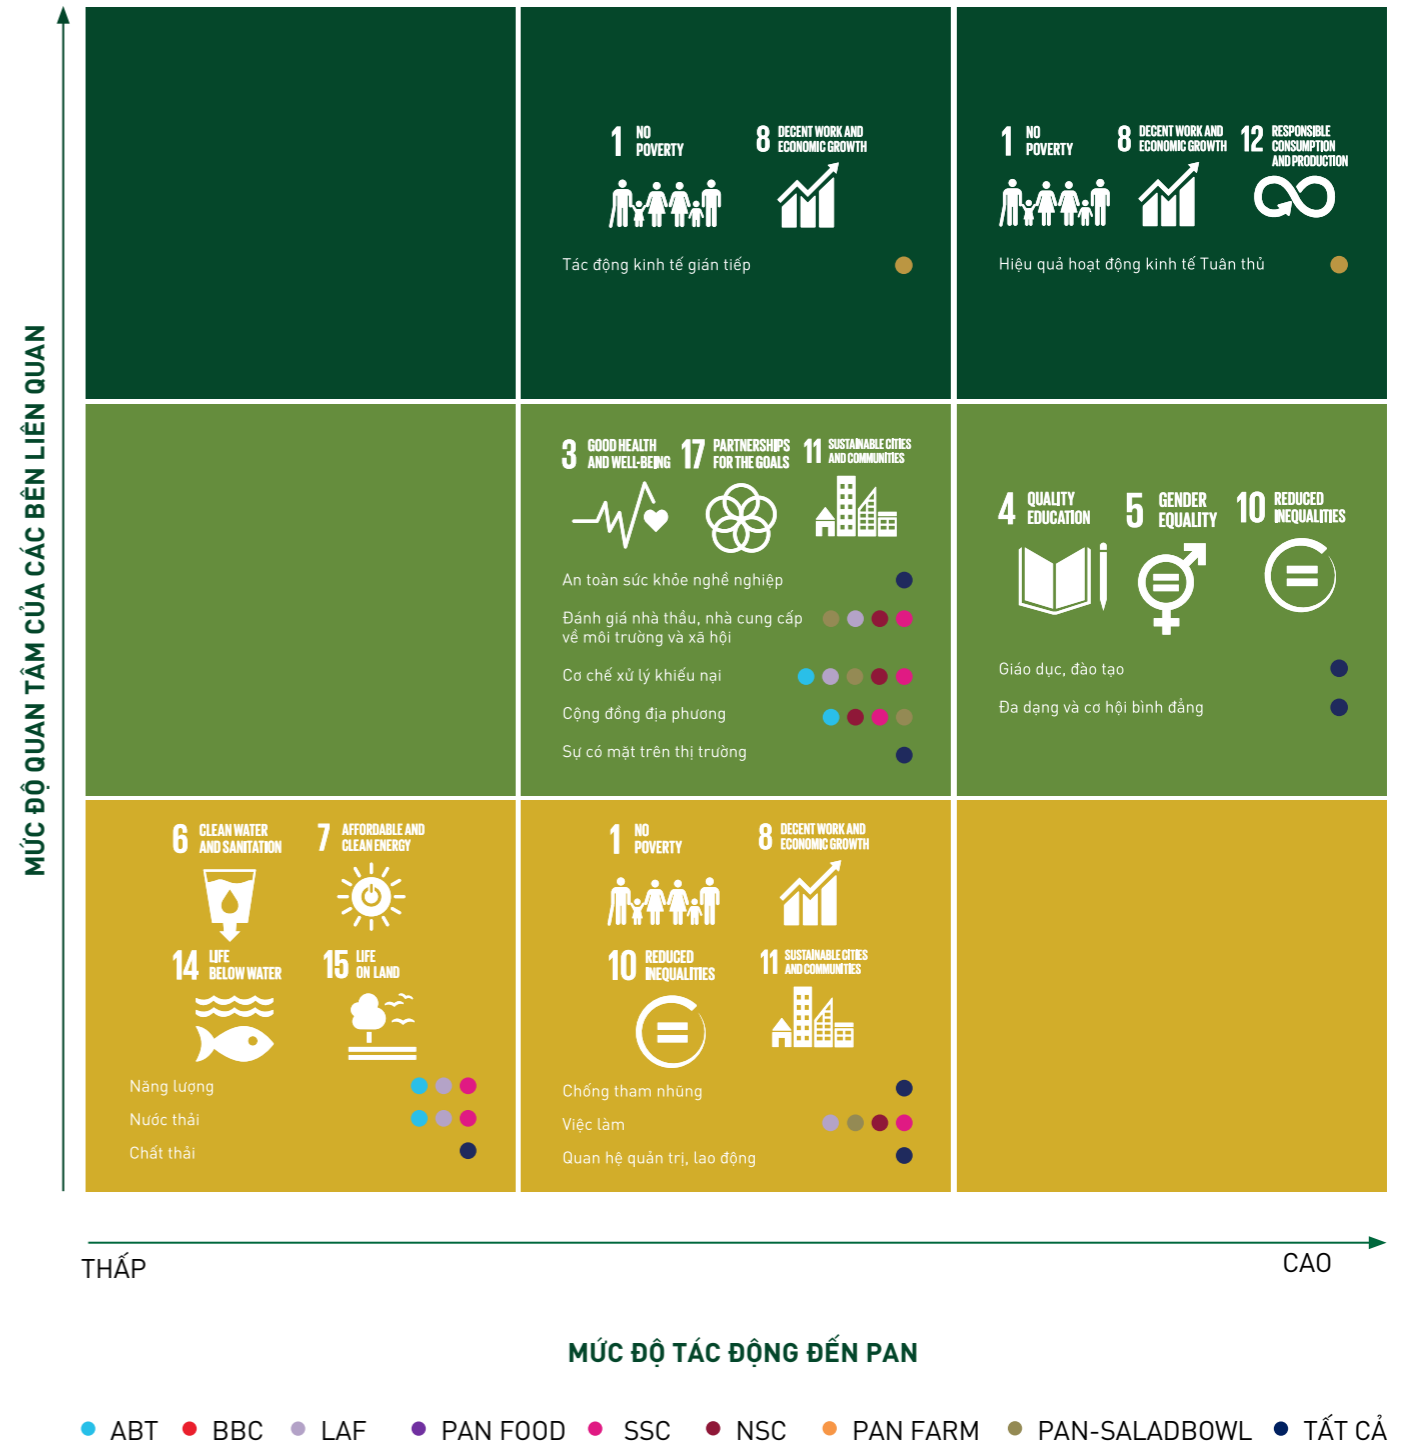 MỨC ĐỘ QUAN TÂM CỦA CÁC BÊN LIÊN QUAN
1 NO
POVERTY
8 DECENT WORK AND
ECONOMIC GROWTH
Tác động kinh tế gián tiếp
1 NO
POVERTY
8 DECENT WORK AND
ECONOMIC GROWTH
12 RESPONSIBLE
CONSUMPTION
AND PRODUCTION
Hiệu quả hoạt động kinh tế Tuân thủ
3 GOOD HEALTH
AND WELL-BEING
17 PARTNERSHIPS
FOR THE GOALS
11 SUSTAINABLE CITIES
AND COMMUNITIES
An toàn sức khỏe nghề nghiệp
Đánh giá nhà thầu, nhà cung cấp
về môi trường và xã hội
Cơ chế xử lý khiếu nại
Cộng đồng địa phương
Sự có mặt trên thị trường
4 QUALITY
EDUCATION
5 GENDER
EQUALITY
10 REDUCED
INEQUALITIES
Giáo dục, đào tạo
Đa dạng và cơ hội bình đẳng
6 CLEAN WATER
AND SANITATION
7 AFFORDABLE AND
CLEAN ENERGY
14 LIFE
BELOW WATER
15 LIFE
ON LAND
Năng lượng
Nước thải
Chất thải
1 NO
POVERTY
8 DECENT WORK AND
ECONOMIC GROWTH
10 REDUCED
INEQUALITIES
11 SUSTAINABLE CITIES
AND COMMUNITIES
Chống tham nhũng
Việc làm
Quan hệ quản trị, lao động
THẤP
CAO
MỨC ĐỘ TÁC ĐỘNG ĐẾN PAN
ABT BBC LAF PAN FOOD SSC NSC PAN FARM PAN-SALADBOWL TẤT CẢ